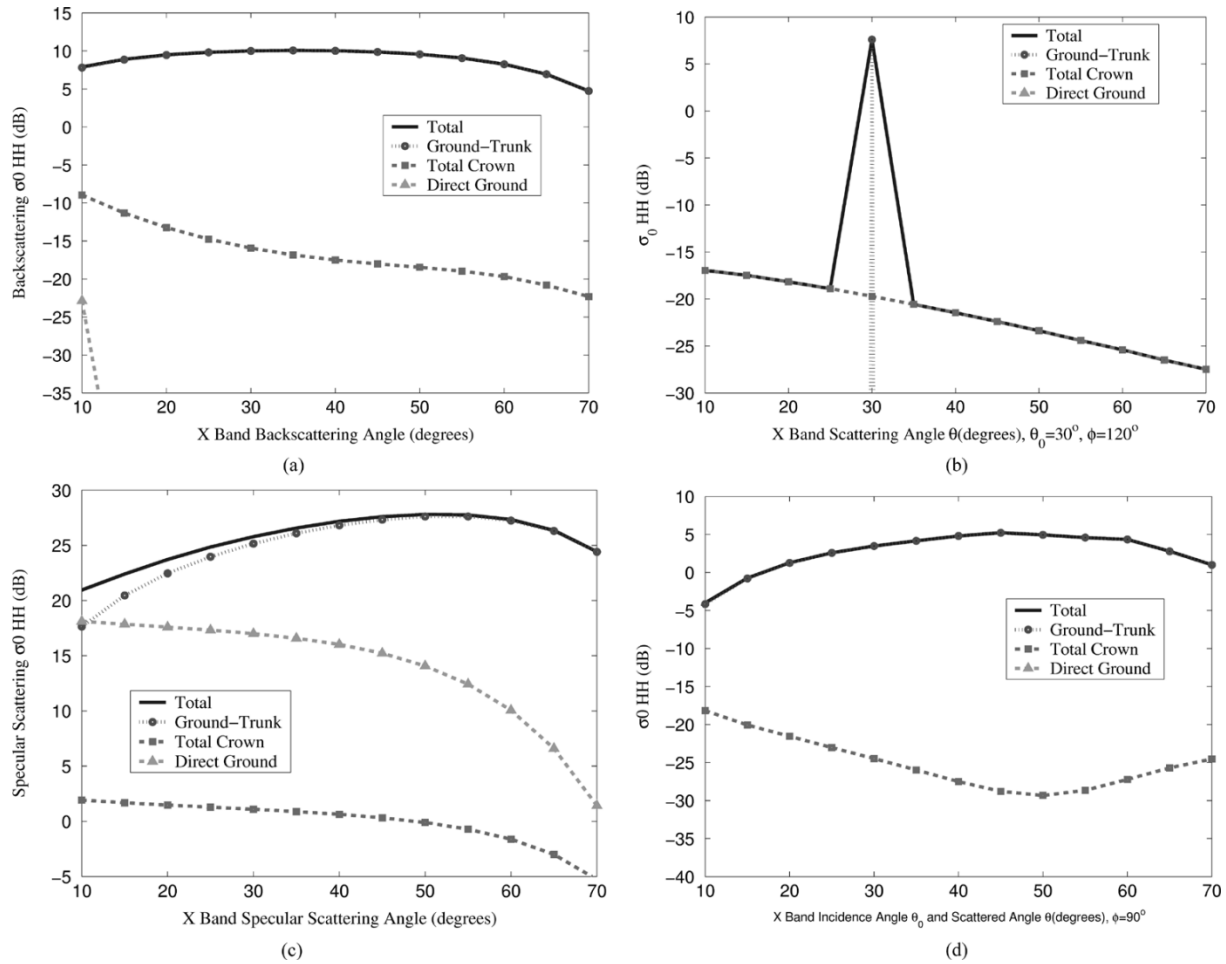 15
10
5
0
−5
−10
−15
−20
−25
−30
−35
Backscattering σ0 HH (dB)
Total
Ground−Trunk
Total Crown
Direct Ground
10 20 30 40 50 60 70
X Band Backscattering Angle (degrees)
(a)
10
5
0
−5
−10
−15
−20
−25
−30
σ0 HH (dB)
Total
Ground−Trunk
Total Crown
Direct Ground
10 20 30 40 50 60 70
X Band Scattering Angle θ(degrees), θ0=30o, ϕ=120o
(b)
30
25
20
15
10
5
0
−5
Specular Scattering σ0 HH (dB)
Total
Ground−Trunk
Total Crown
Direct Ground
10 20 30 40 50 60 70
X Band Specular Scattering Angle (degrees)
(c)
10
5
0
−5
−10
−15
−20
−25
−30
−35
−40
σ0 HH (dB)
Total
Ground−Trunk
Total Crown
Direct Ground
10 20 30 40 50 60 70
X Band Incidence Angle θ0 and Scattered Angle θ(degrees), ϕ=90o
(d)